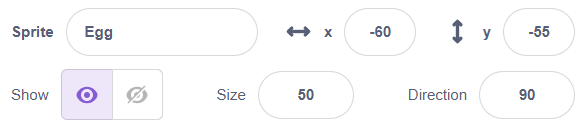 Sprite Egg x -60 y -55
Show Size 50 Direction 90